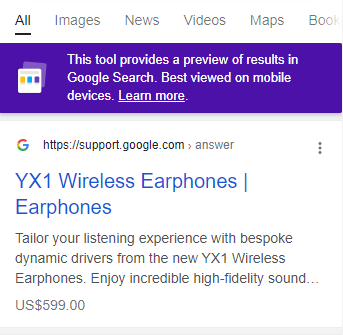 All Images News Videos Maps Book
This tool provides a preview of results in
Google Search. Best viewed on mobile
devices. Learn more.
https://support.google.com › answer
YX1 Wireless Earphones |
Earphones
Tailor your listening experience with bespoke
dynamic drivers from the new YX1 Wireless
Earphones. Enjoy incredible high-fidelity sound…
US$599.00